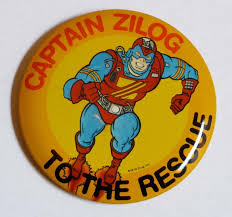 CAPTAIN ZILOG
TO THE RESCUE